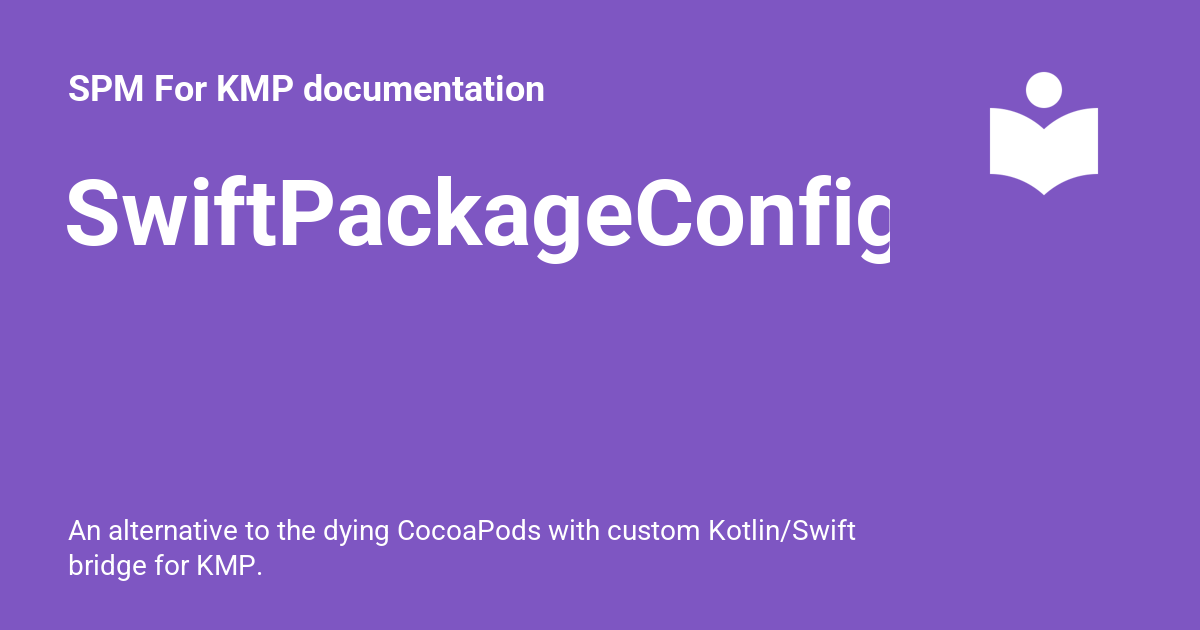 SPM For KMP documentation
SwiftPackageConfig
An alternative to the dying CocoaPods with custom Kotlin/Swift
bridge for KMP.